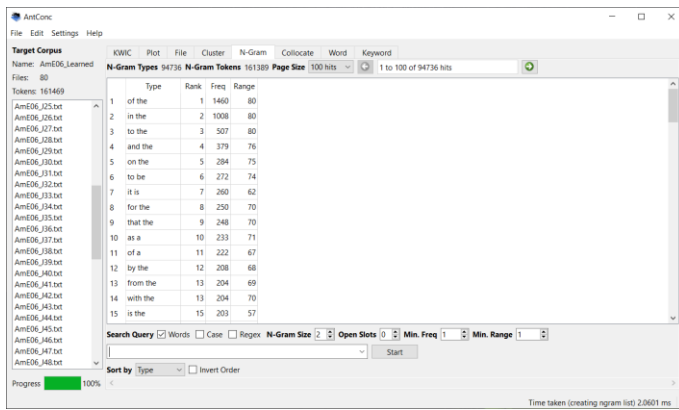 AntConc
File Edit Settings Help
Target Corpus
Name: AmE06_Learned
Files: 80
Tokens: 161469
AmE06_J25.txt
AmE06_J26.txt
AmE06_J27.txt
AmE06_J28.txt
AmE06_J29.txt
AmE06_J30.txt
AmE06_J31.txt
AmE06_J32.txt
AmE06_J33.txt
AmE06_J34.txt
AmE06_J35.txt
AmE06_J36.txt
AmE06_J37.txt
AmE06_J38.txt
AmE06_J39.txt
AmE06_J40.txt
AmE06_J41.txt
AmE06_J42.txt
AmE06_J43.txt
AmE06_J44.txt
AmE06_J45.txt
AmE06_J46.txt
AmE06_J47.txt
AmE06_J48.txt
Progress 100%
KWIC Plot File Cluster N-Gram Collocate Word Keyword
N-Gram Types 94736 N-Gram Tokens 161389 Page Size 100 hits 1 to 100 of 94736 hits
Type Rank Freq Range
1 of the 1 1460 80
2 in the 2 1008 80
3 to the 3 507 80
4 and the 4 379 76
5 on the 5 284 75
6 to be 6 272 74
7 it is 7 260 62
8 for the 8 250 70
9 that the 9 248 70
10 as a 10 233 71
11 of a 11 222 67
12 by the 12 208 68
13 from the 13 204 69
14 with the 13 204 70
15 is the 15 203 57
Search Query Words Case Regex N-Gram Size 2 Open Slots 0 Min. Freq 1 Min. Range 1
Start
Sort by Type Invert Order
Time taken (creating ngram list) 2.0601 ms